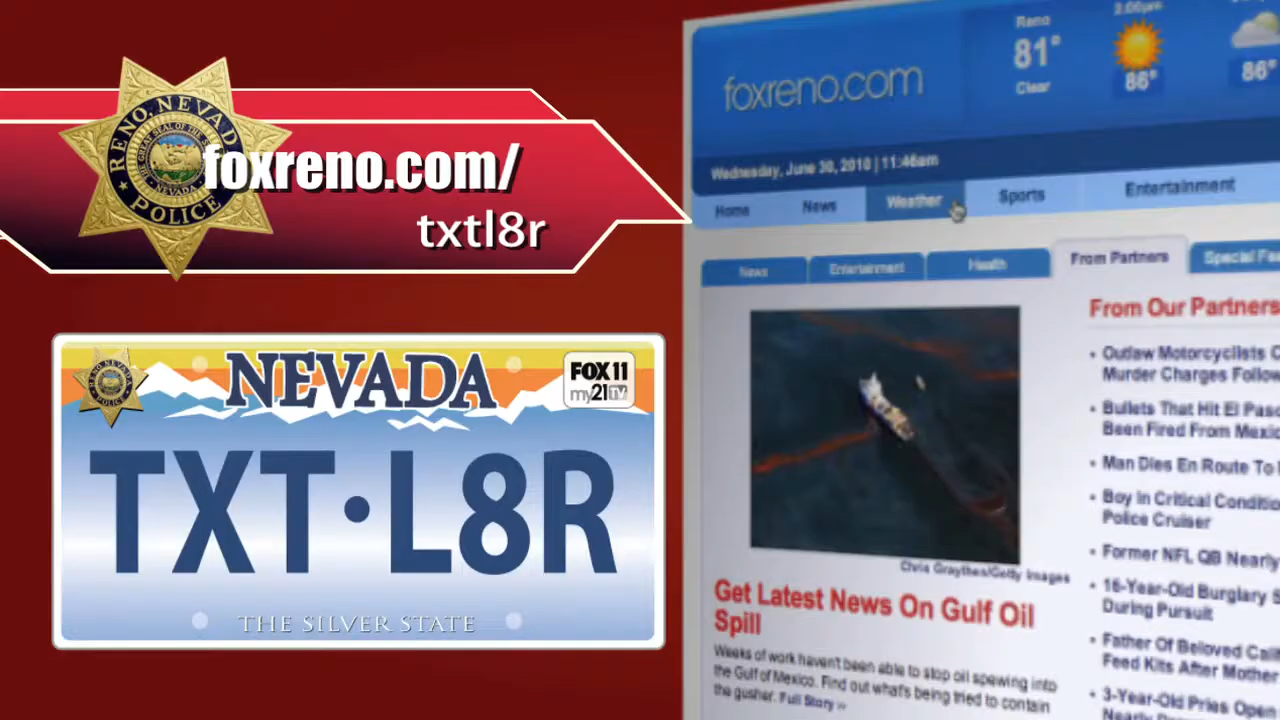 RENO, NEVADA
POLICE
foxreno.com/
txtl8r
NEVADA
FOX11
my21TV
TXT·L8R
THE SILVER STATE
foxreno.com
Reno
81°
Clear
2:00pm
86°
86°
Wednesday, June 30, 2010 | 11:46am
Home News Weather Sports Entertainment
News Entertainment Health From Partners Special
From Our Partners
• Outlaw Motorcyclists
Murder Charges
• Bullets That Hit El Paso
Been Fired From Mexico
• Man Dies En Route To
• Boy In Critical
Police Cruiser
• Former NFL QB Nearly
• 16-Year-Old Burglary
During Pursuit
• Father Of Beloved
Feed Kits After Mother
• 3-Year-Old Pries Open
Chris Graythen/Getty Images
Get Latest News On Gulf Oil
Spill
Weeks of work haven't been able to stop oil spewing into
the Gulf of Mexico. Find out what's being tried to contain
the gusher. Full Story »